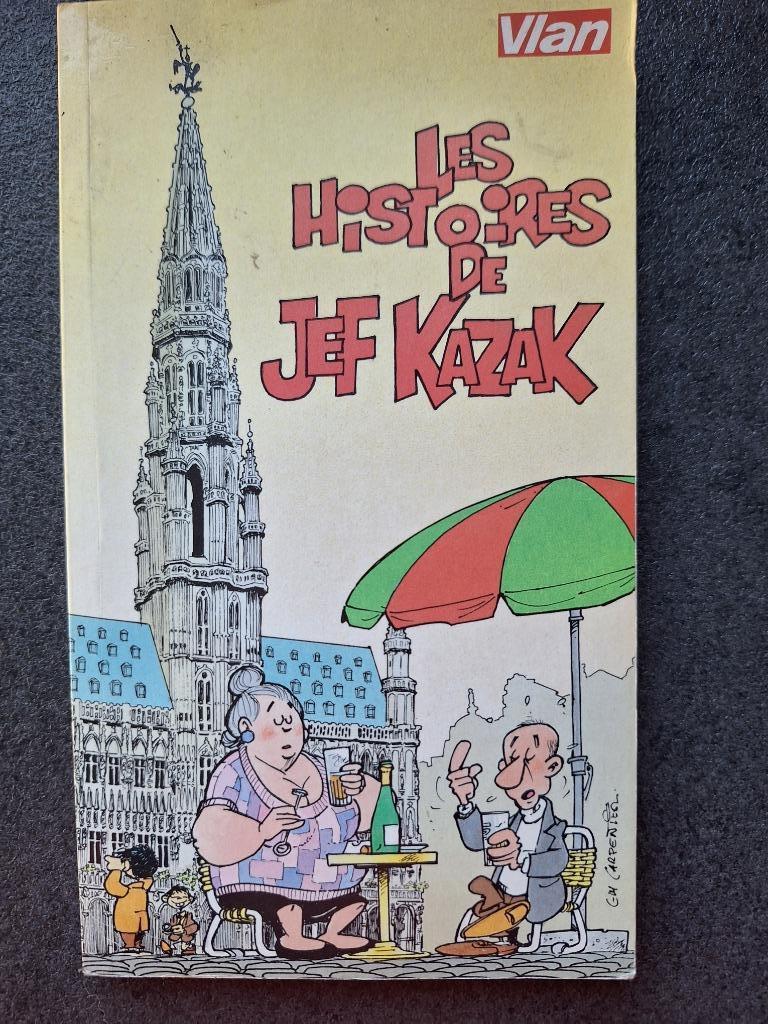 Vlan
LES
HiSTOiRES
DE
JEF KAZAK
CH CARPENTIER